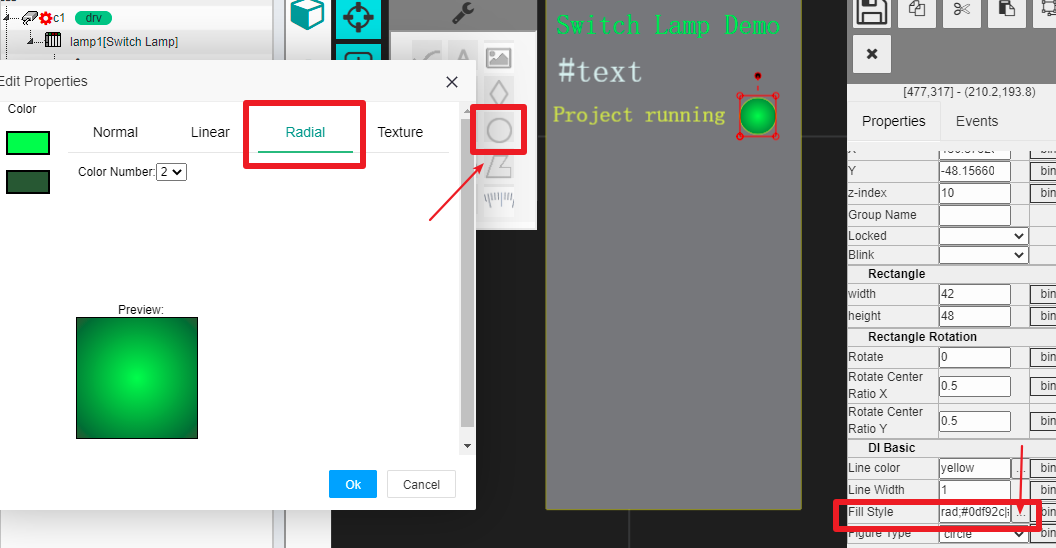 c1 drv
lamp1[Switch Lamp]
Edit Properties
Color
Normal Linear Radial Texture
Color Number: 2
Preview:
Ok Cancel
Switch Lamp Demo
#text
Project running
[477,317] - (210.2,193.8)
Properties Events
Y -48.15660 bin
z-index 10 bin
Group Name
Locked
Blink
Rectangle
width 42 bin
height 48 bin
Rectangle Rotation
Rotate 0 bin
Rotate Center
Ratio X 0.5 bin
Rotate Center
Ratio Y 0.5 bin
DI Basic
Line color yellow ... bin
Line Width 1 bin
Fill Style rad;#0df92c| ... bin
Figure Type circle bin